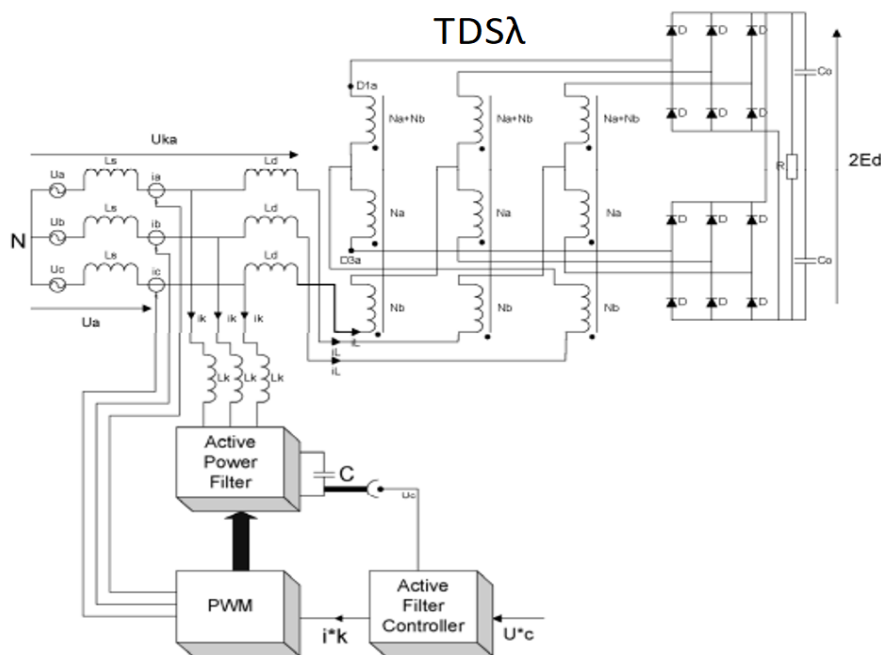 TDSλ
D D D
D1a
Na+Nb Na+Nb Na+Nb
Co
D D D
Uka
2Ed
Ls Ld
Ua ia
R
Na Na Na
Ls Ld
Ub ib
N
D D D
D3a
Ls Ld
Uc ic
Co
Nb Nb Nb
D D D
Ua
ik ik ik
iL
iL
iL
Lk Lk Lk
Active
Power
Filter
C
Uc
PWM
i*k
Active
Filter
Controller
U*c